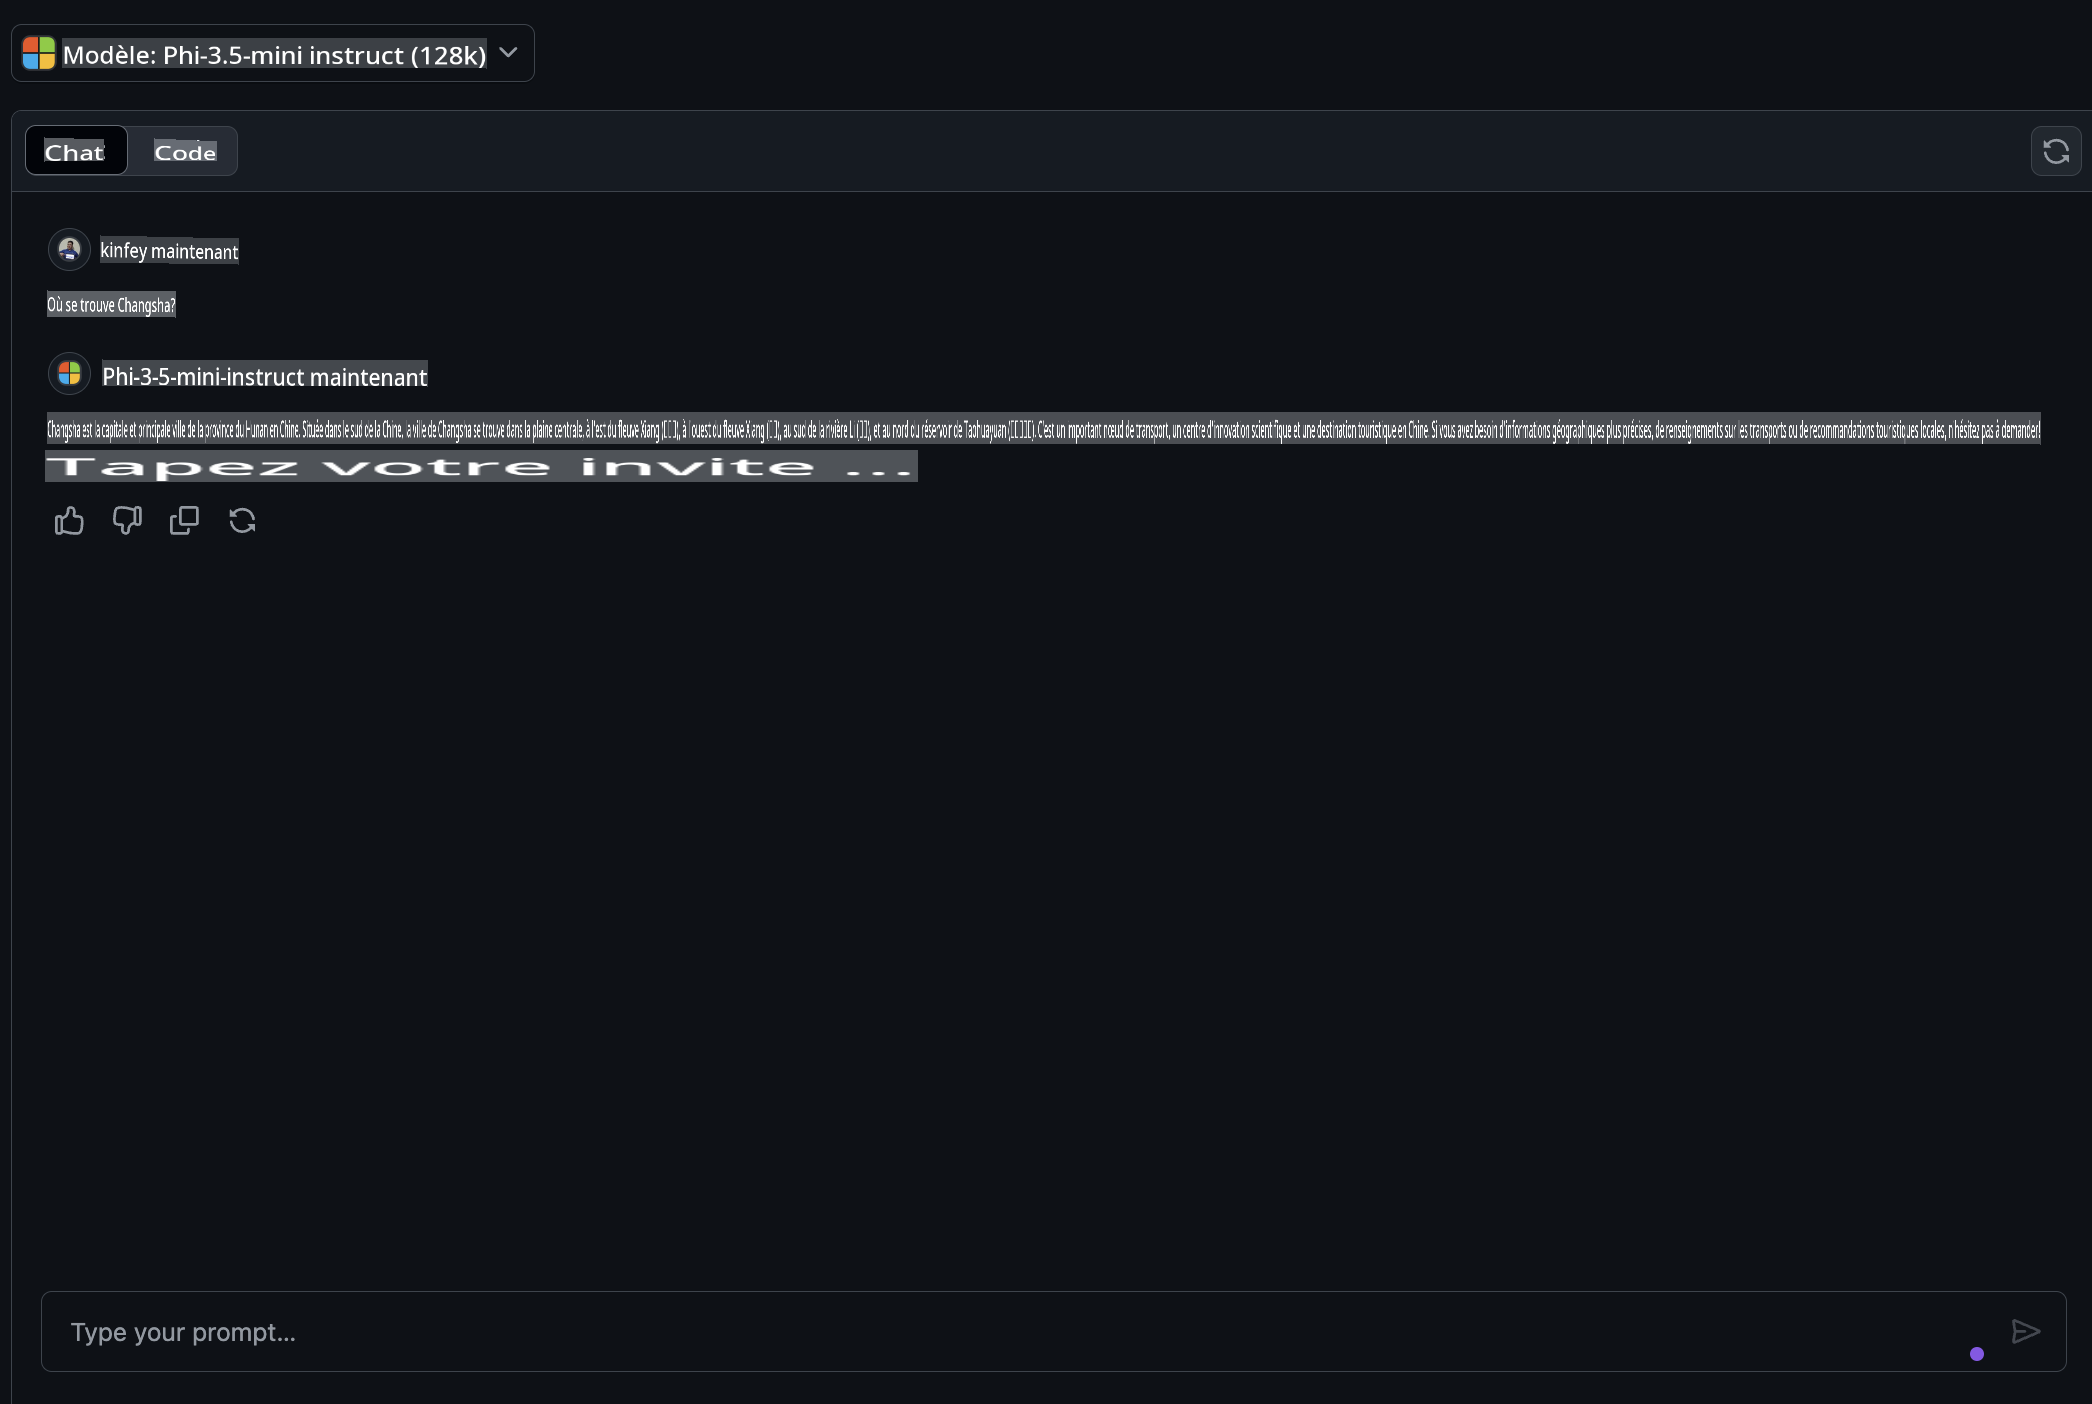 Modèle: Phi-3.5-mini instruct (128k)
Chat
Code
kinfey maintenant
Où se trouve Changsha?
Phi-3-5-mini-instruct maintenant
Changsha est la capitale et principale ville de la province du Hunan en Chine. Située dans le sud de la Chine, la ville de Changsha se trouve dans la plaine centrale, à l'est du fleuve Xiang (), à l'ouest du fleuve Xiang (), au sud de la rivière Li (), et au nord du réservoir de Taohuayuan (). C'est un important nœud de transport, un centre d'innovation scientifique et une destination touristique en Chine. Si vous avez besoin d'informations géographiques plus précises, de renseignements sur les transports ou de recommandations touristiques locales, n'hésitez pas à demander!
Tapez votre invite ...
Type your prompt...